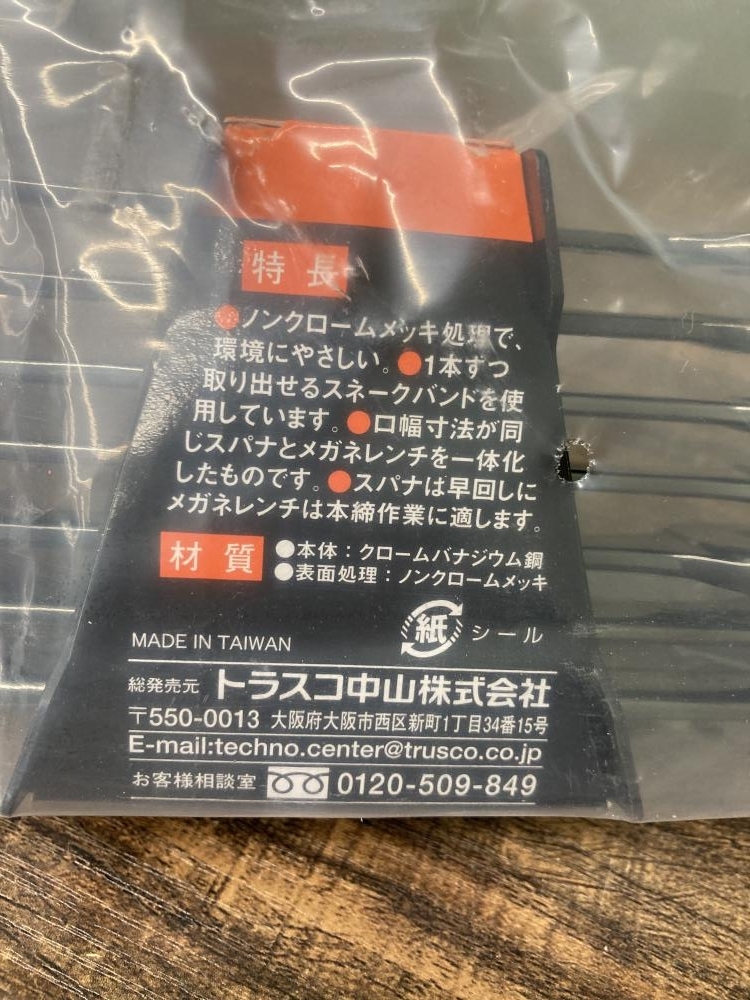 特長
●ノンクロームメッキ処理で、
環境にやさしい。●1本ずつ
取り出せるスネークバンドを使
用しています。●口幅寸法が同
じスパナとメガネレンチを一体化
したものです。●スパナは早回しに
メガネレンチは本締作業に適します。
材質 ●本体：クロームバナジウム鋼
●表面処理：ノンクロームメッキ
紙 シール
MADE IN TAIWAN
総発売元 トラスコ中山株式会社
〒550-0013 大阪府大阪市西区新町1丁目34番15号
E-mail:techno.center@trusco.co.jp
お客様相談室 0120-509-849